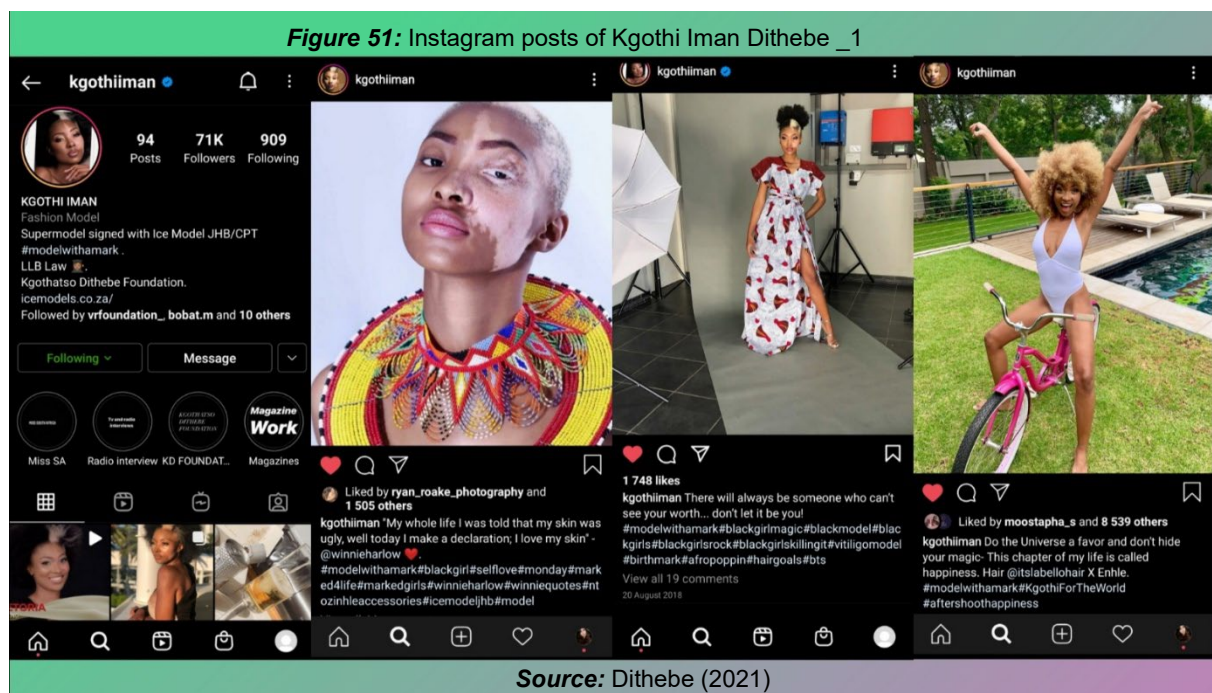 Figure 51: Instagram posts of Kgothi Iman Dithebe _1
kgothiiman
94
71K
909
Posts
Followers
Following
KGOTHI IMAN
Fashion Model
Supermodel signed with Ice Model JHB/CPT
#modelwithamark .
LLB Law 👩🏽‍🎓.
Kgothatso Dithebe Foundation.
icemodels.co.za/
Followed by vrfoundation_, bobat.m and 10 others
Following
Message
KGOTHATSO
DITHEBE
FOUNDATION
Magazine
Work
Miss SA
Radio interview
KD FOUNDAT...
Magazines
kgothiiman
Liked by ryan_roake_photography and
1 505 others
kgothiiman "My whole life I was told that my skin was
ugly, well today I make a declaration; I love my skin" -
@winnieharlow ❤️.
#modelwithamark#blackgirl#selflove#monday#mark
ed4life#markedgirls#winnieharlow#winniequotes#nt
ozinhleaccessories#icemodeljhb#model
kgothiiman
1 748 likes
kgothiiman There will always be someone who can't
see your worth... don't let it be you!
#modelwithamark#blackgirlmagic#blackmodel#blac
kgirls#blackgirlsrock#blackgirlskillingit#vitiligomodel
#birthmark#afropoppin#hairgoals#bts
View all 19 comments
20 August 2018
kgothiiman
Liked by moostapha_s and 8 539 others
kgothiiman Do the Universe a favor and don't hide
your magic- This chapter of my life is called
happiness. Hair @itslabellohair X Enhle.
#modelwithamark#KgothiForTheWorld
#aftershoothappiness
Source: Dithebe (2021)